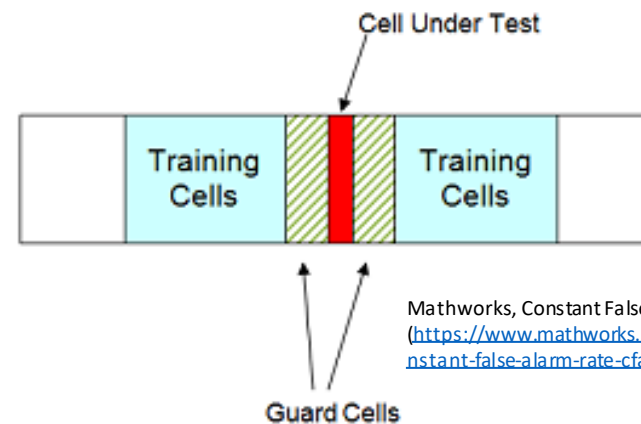 Cell Under Test
Training
Cells
Training
Cells
Mathworks, Constant False
(https://www.mathworks.
nstant-false-alarm-rate-cfa
Guard Cells